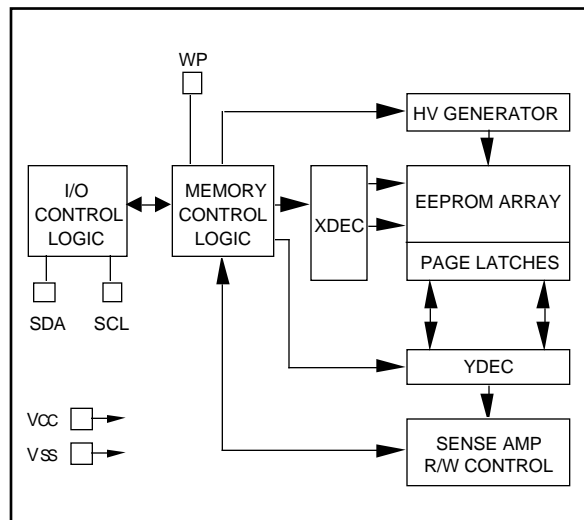 WP
HV GENERATOR
I/O
CONTROL
LOGIC
MEMORY
CONTROL
LOGIC
XDEC
EEPROM ARRAY
PAGE LATCHES
SDA
SCL
YDEC
VCC
VSS
SENSE AMP
R/W CONTROL